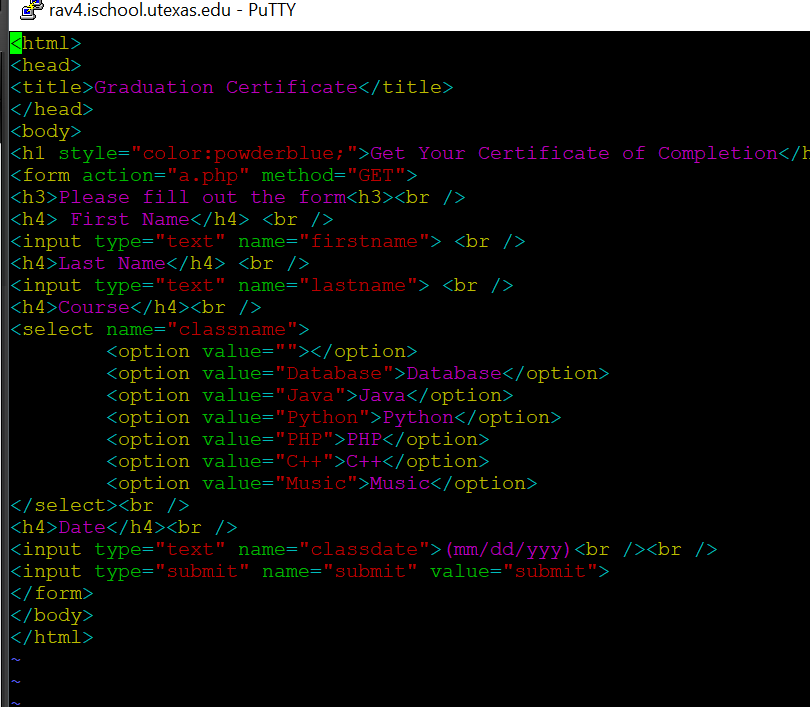 rav4.ischool.utexas.edu - PuTTY
<html>
<head>
<title>Graduation Certificate</title>
</head>
<body>
<h1 style="color:powderblue;">Get Your Certificate of Completion</h
<form action="a.php" method="GET">
<h3>Please fill out the form<h3><br />
<h4> First Name</h4> <br />
<input type="text" name="firstname"> <br />
<h4>Last Name</h4> <br />
<input type="text" name="lastname"> <br />
<h4>Course</h4><br />
<select name="classname">
<option value=""></option>
<option value="Database">Database</option>
<option value="Java">Java</option>
<option value="Python">Python</option>
<option value="PHP">PHP</option>
<option value="C++">C++</option>
<option value="Music">Music</option>
</select><br />
<h4>Date</h4><br />
<input type="text" name="classdate">(mm/dd/yyy)<br /><br />
<input type="submit" name="submit" value="submit">
</form>
</body>
</html>
~
~
~